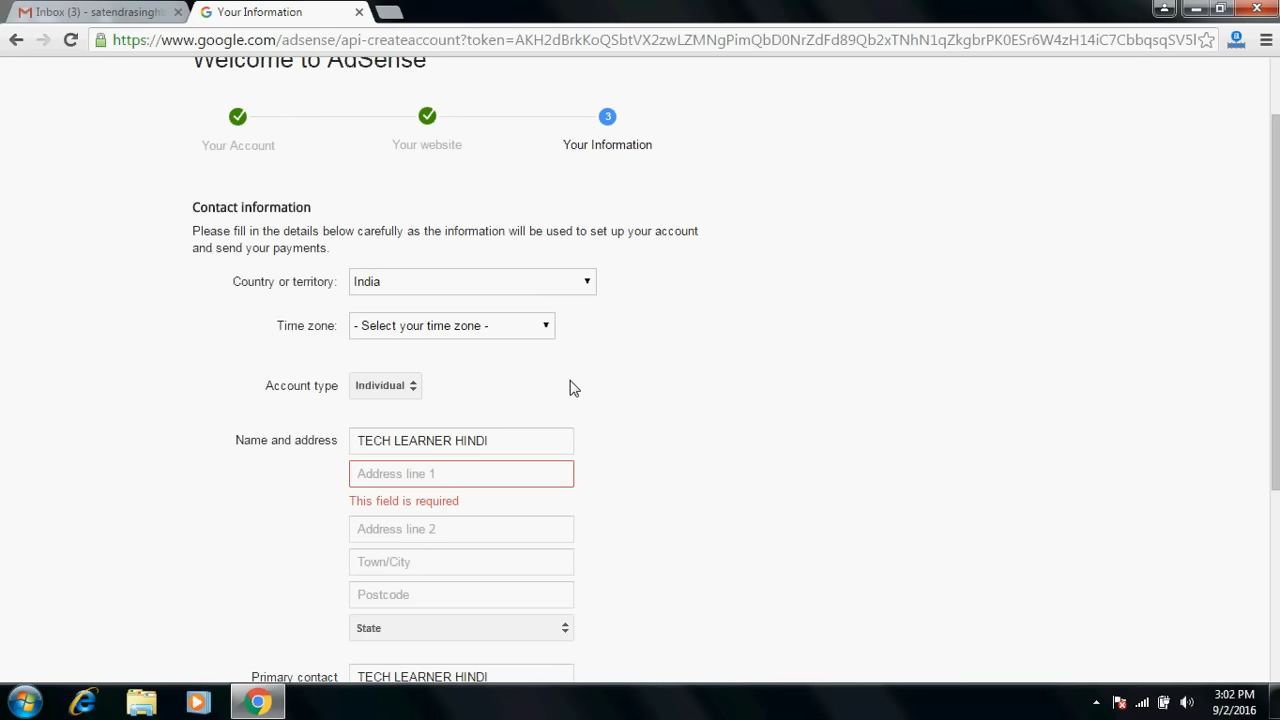 Inbox (3) - satendrasingh
Your Information
https://www.google.com/adsense/api-createaccount?token=
Welcome to AdSense
3
Your Account
Your website
Your Information
Contact information
Please fill in the details below carefully as the information will be used to set up your account
and send your payments.
Country or territory:
India
Time zone:
- Select your time zone -
Account type
Individual
Name and address
TECH LEARNER HINDI
Address line 1
This field is required
Address line 2
Town/City
Postcode
State
Primary contact
TECH LEARNER HINDI
3:02 PM
9/2/2016